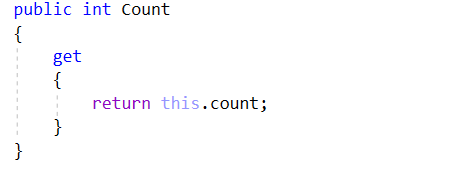 public int Count
{
    get
    {
        return this.count;
    }
}